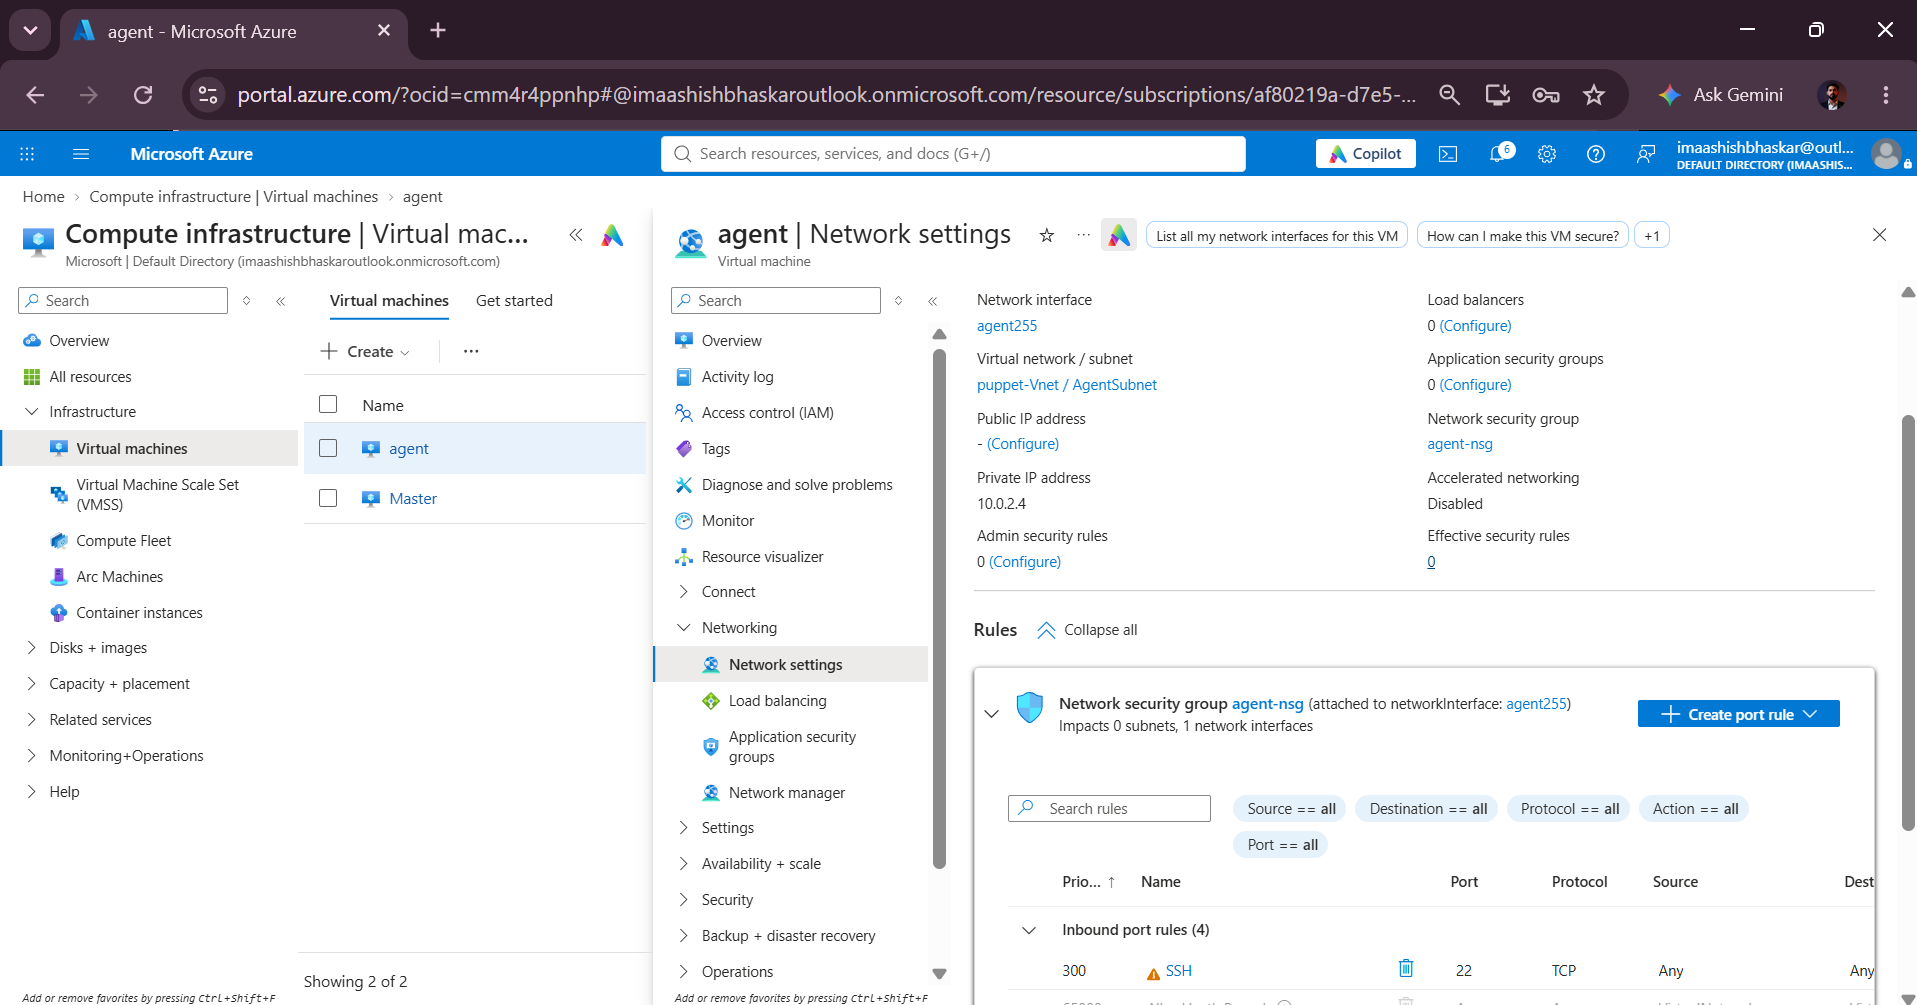 agent - Microsoft Azure
portal.azure.com/?ocid=cmm4r4ppnhp#@imaashishbhaskaroutlook.onmicrosoft.com/resource/subscriptions/af80219a-d7e5-...
Ask Gemini
Microsoft Azure
Search resources, services, and docs (G+/)
Copilot
6
imaashishbhaskar@outl...
DEFAULT DIRECTORY (IMAASHIS...
Home > Compute infrastructure | Virtual machines > agent
Compute infrastructure | Virtual mac...
Microsoft | Default Directory (imaashishbhaskaroutlook.onmicrosoft.com)
Search
Overview
All resources
Infrastructure
Virtual machines
Virtual Machine Scale Set
(VMSS)
Compute Fleet
Arc Machines
Container instances
Disks + images
Capacity + placement
Related services
Monitoring+Operations
Help
Add or remove favorites by pressing Ctrl+Shift+F
Virtual machines
Get started
Create
Name
agent
Master
Showing 2 of 2
agent | Network settings
Virtual machine
List all my network interfaces for this VM
How can I make this VM secure?
+1
Search
Overview
Activity log
Access control (IAM)
Tags
Diagnose and solve problems
Monitor
Resource visualizer
Connect
Networking
Network settings
Load balancing
Application security
groups
Network manager
Settings
Availability + scale
Security
Backup + disaster recovery
Operations
Add or remove favorites by pressing Ctrl+Shift+F
Network interface
agent255
Virtual network / subnet
puppet-Vnet / AgentSubnet
Public IP address
- (Configure)
Private IP address
10.0.2.4
Admin security rules
0 (Configure)
Load balancers
0 (Configure)
Application security groups
0 (Configure)
Network security group
agent-nsg
Accelerated networking
Disabled
Effective security rules
0
Rules
Collapse all
Network security group agent-nsg (attached to networkInterface: agent255)
Impacts 0 subnets, 1 network interfaces
Create port rule
Search rules
Source == all
Destination == all
Protocol == all
Action == all
Port == all
Prio... ↑ Name Port Protocol Source Dest
Inbound port rules (4)
300 SSH 22 TCP Any Any